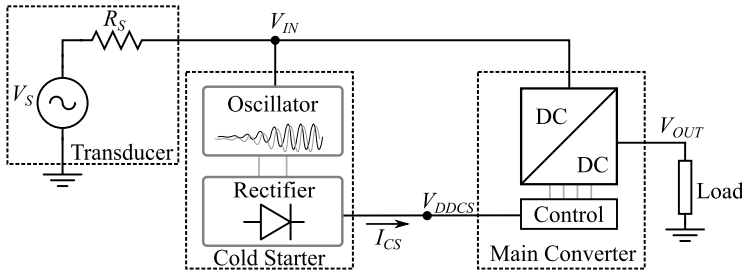 R_S
V_IN
V_S
Transducer
Oscillator
Rectifier
Cold Starter
I_CS
V_DDCS
DC
DC
Control
Main Converter
V_OUT
Load